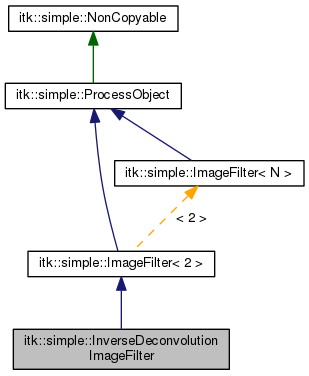 itk::simple::NonCopyable
itk::simple::ProcessObject
itk::simple::ImageFilter< N >
< 2 >
itk::simple::ImageFilter< 2 >
itk::simple::InverseDeconvolution
ImageFilter